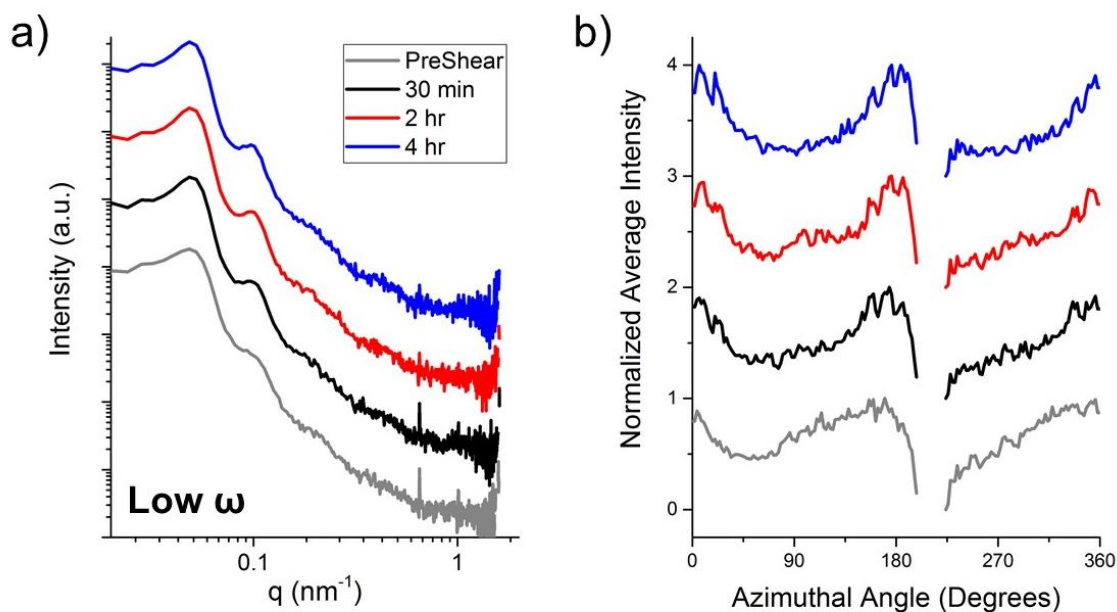 a)
Intensity (a.u.)
PreShear
30 min
2 hr
4 hr
Low ω
0.1
1
q (nm⁻¹)
b)
Normalized Average Intensity
4
3
2
1
0
0
90
180
270
360
Azimuthal Angle (Degrees)